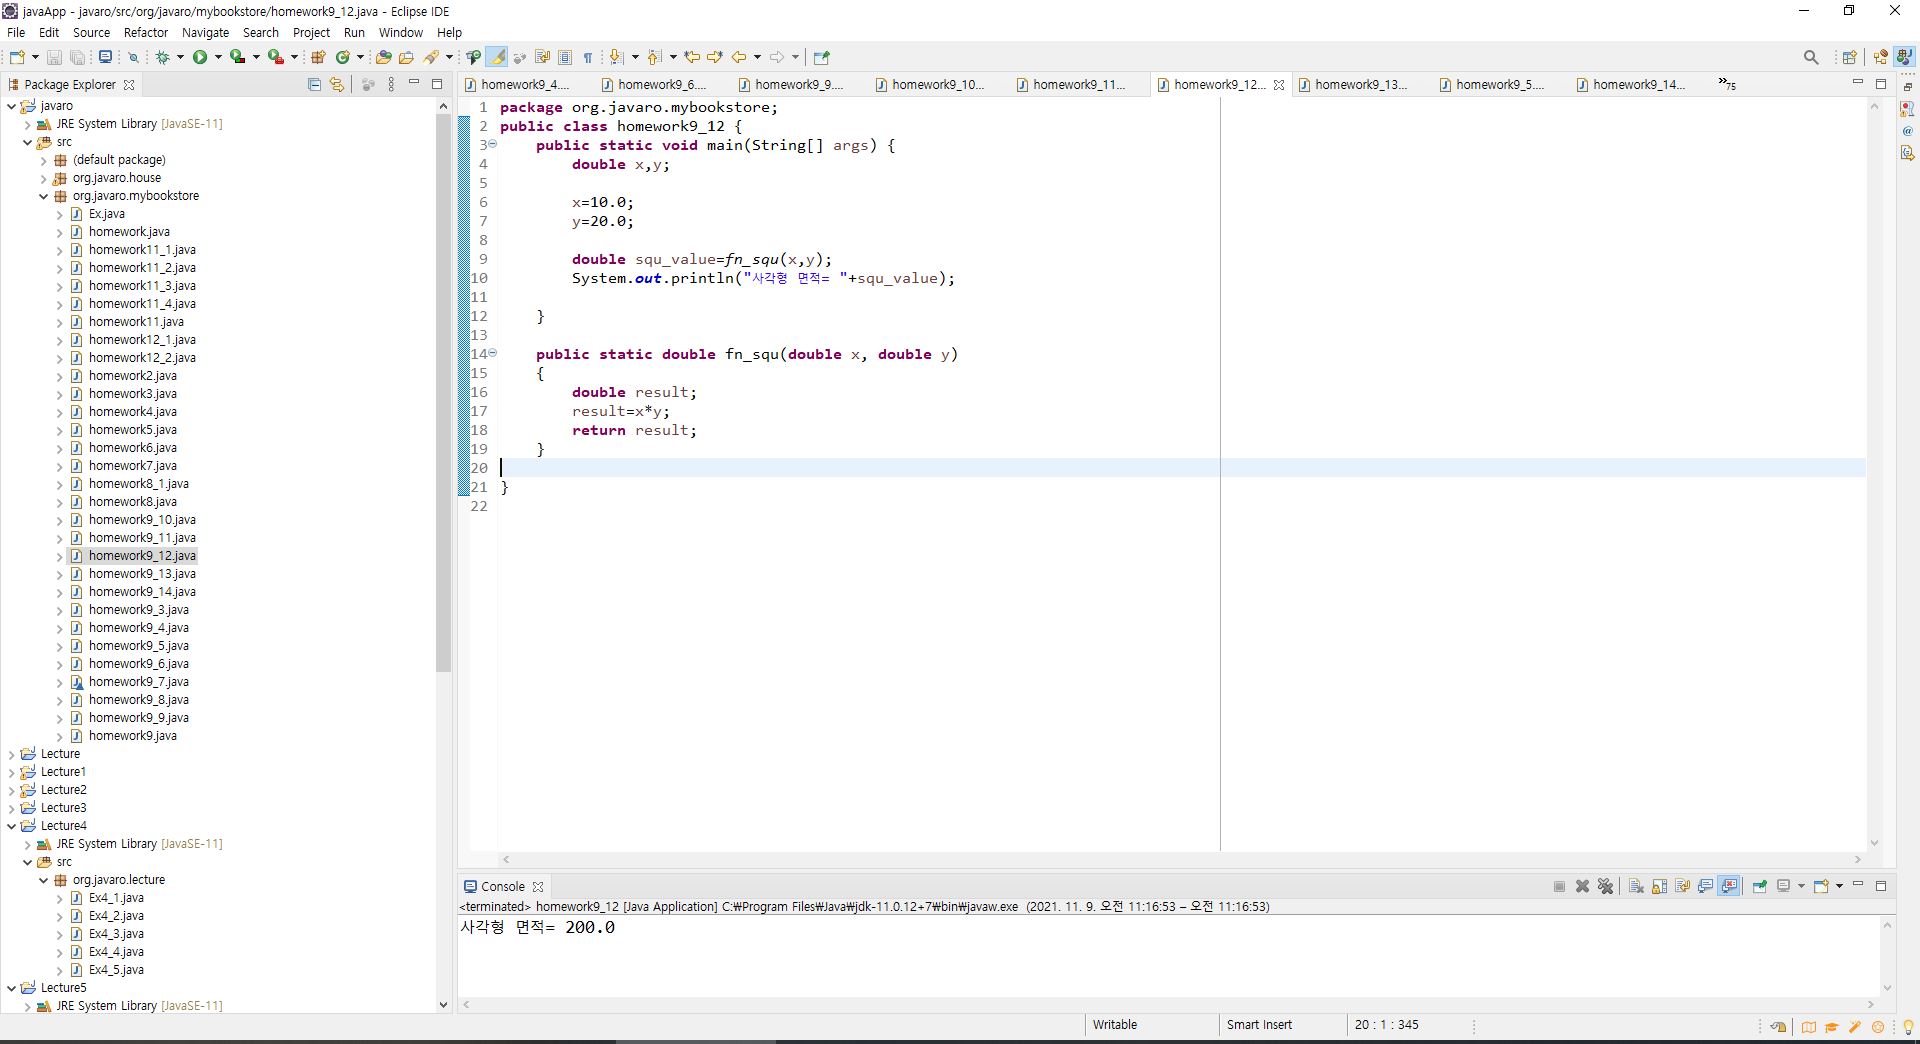 javaApp - javaro/src/org/javaro/mybookstore/homework9_12.java - Eclipse IDE
File Edit Source Refactor Navigate Search Project Run Window Help
Package Explorer
javaro
JRE System Library [JavaSE-11]
src
(default package)
org.javaro.house
org.javaro.mybookstore
Ex.java
homework.java
homework11_1.java
homework11_2.java
homework11_3.java
homework11_4.java
homework11.java
homework12_1.java
homework12_2.java
homework2.java
homework3.java
homework4.java
homework5.java
homework6.java
homework7.java
homework8_1.java
homework8.java
homework9_10.java
homework9_11.java
homework9_12.java
homework9_13.java
homework9_14.java
homework9_3.java
homework9_4.java
homework9_5.java
homework9_6.java
homework9_7.java
homework9_8.java
homework9_9.java
homework9.java
Lecture
Lecture1
Lecture2
Lecture3
Lecture4
JRE System Library [JavaSE-11]
src
org.javaro.lecture
Ex4_1.java
Ex4_2.java
Ex4_3.java
Ex4_4.java
Ex4_5.java
Lecture5
JRE System Library [JavaSE-11]
homework9_4.... homework9_6.... homework9_9.... homework9_10... homework9_11... homework9_12... homework9_13... homework9_5.... homework9_14... »75
1 package org.javaro.mybookstore;
2 public class homework9_12 {
3 public static void main(String[] args) {
4 double x,y;
5
6 x=10.0;
7 y=20.0;
8
9 double squ_value=fn_squ(x,y);
10 System.out.println("사각형 면적= "+squ_value);
11
12 }
13
14 public static double fn_squ(double x, double y)
15 {
16 double result;
17 result=x*y;
18 return result;
19 }
20
21 }
22
Console
<terminated> homework9_12 [Java Application] C:₩Program Files₩Java₩jdk-11.0.12+7₩bin₩javaw.exe (2021. 11. 9. 오전 11:16:53 – 오전 11:16:53)
사각형 면적= 200.0
Writable Smart Insert 20 : 1 : 345